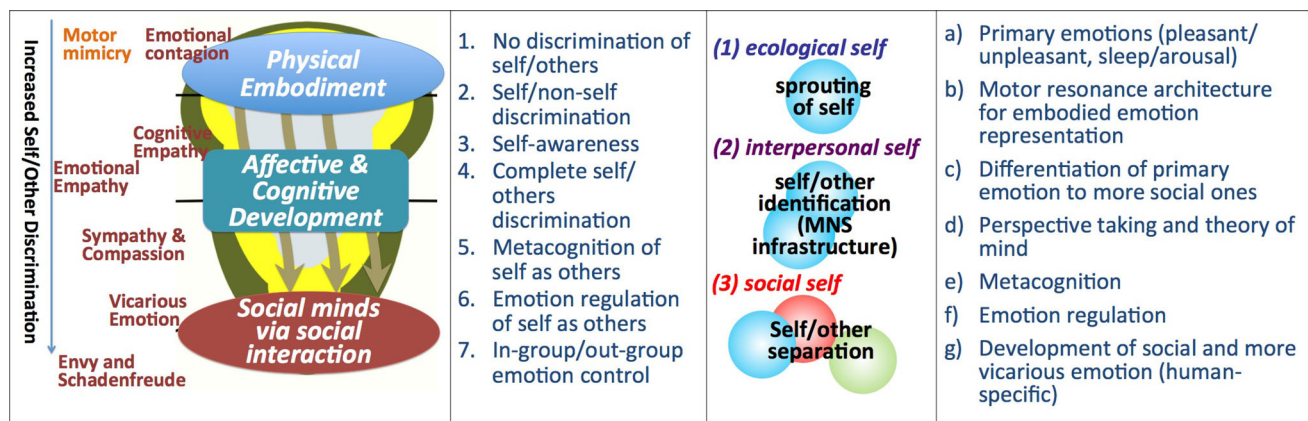 Increased Self/Other Discrimination
Motor
mimicry
Emotional
contagion
Physical
Embodiment
Cognitive
Empathy
Emotional
Empathy
Affective &
Cognitive
Development
Sympathy &
Compassion
Vicarious
Emotion
Social minds
via social
interaction
Envy and
Schadenfreude
1. No discrimination of
self/others
2. Self/non-self
discrimination
3. Self-awareness
4. Complete self/
others
discrimination
5. Metacognition of
self as others
6. Emotion regulation
of self as others
7. In-group/out-group
emotion control
(1) ecological self
sprouting
of self
(2) interpersonal self
self/other
identification
(MNS
infrastructure)
(3) social self
Self/other
separation
a) Primary emotions (pleasant/
unpleasant, sleep/arousal)
b) Motor resonance architecture
for embodied emotion
representation
c) Differentiation of primary
emotion to more social ones
d) Perspective taking and theory of
mind
e) Metacognition
f) Emotion regulation
g) Development of social and more
vicarious emotion (human-
specific)